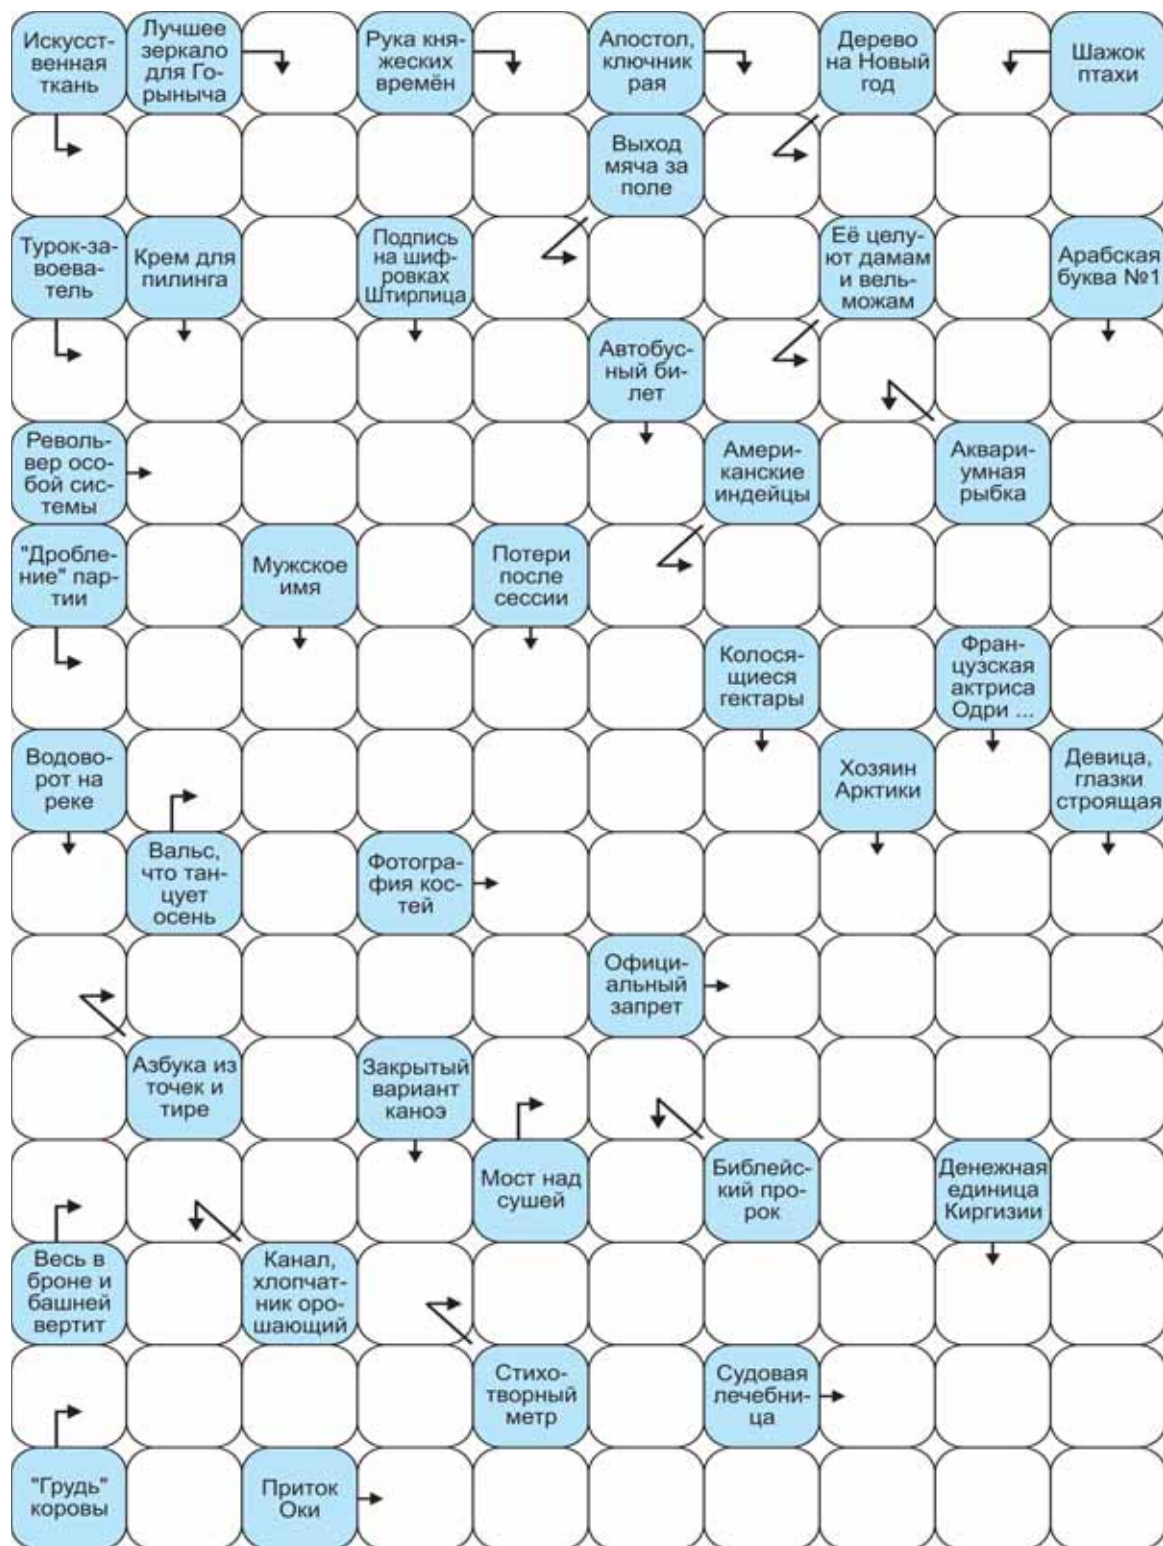 Искусст-
венная
ткань
Лучшее
зеркало
для Го-
рыныча
Рука кня-
жеских
времён
Апостол,
ключник
рая
Дерево
на Новый
год
Шажок
птахи
Выход
мяча за
поле
Турок-за-
воева-
тель
Крем для
пилинга
Подпись
на шиф-
ровках
Штирлица
Её целу-
ют дамам
и вель-
можам
Арабская
буква №1
Автобус-
ный би-
лет
Револь-
вер осо-
бой сис-
темы
Амери-
канские
индейцы
Аквари-
умная
рыбка
"Дробле-
ние" пар-
тии
Мужское
имя
Потери
после
сессии
Колося-
щиеся
гектары
Фран-
цузская
актриса
Одри ...
Водово-
рот на
реке
Хозяин
Арктики
Девица,
глазки
строящая
Вальс,
что тан-
цует
осень
Фотогра-
фия кос-
тей
Офици-
альный
запрет
Азбука из
точек и
тире
Закрытый
вариант
каноэ
Мост над
сушей
Библейс-
кий про-
рок
Денежная
единица
Киргизии
Весь в
броне и
башней
вертит
Канал,
хлопчат-
ник оро-
шающий
Стихо-
творный
метр
Судовая
лечебни-
ца
"Грудь"
коровы
Приток
Оки